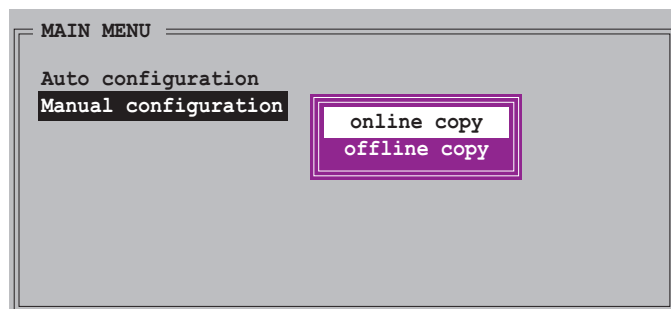 MAIN MENU
Auto configuration
Manual configuration
online copy
offline copy